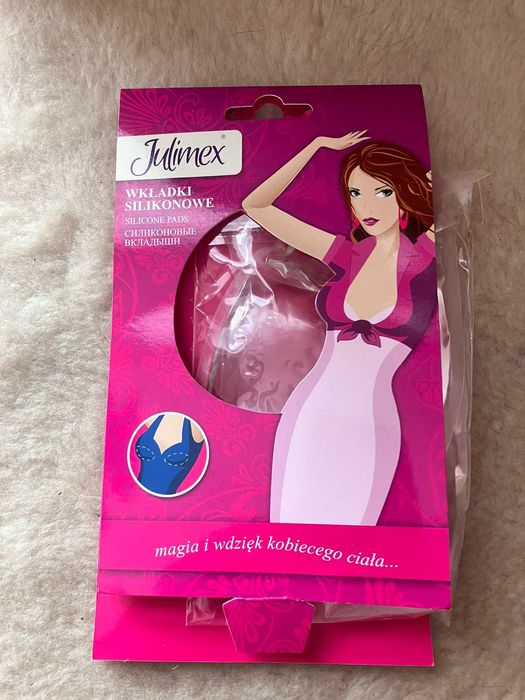 Julimex®
WKŁADKI
SILIKONOWE
SILICONE PADS
СИЛИКОНОВЫЕ
ВКЛАДЫШИ
magia i wdzięk kobiecego ciała...